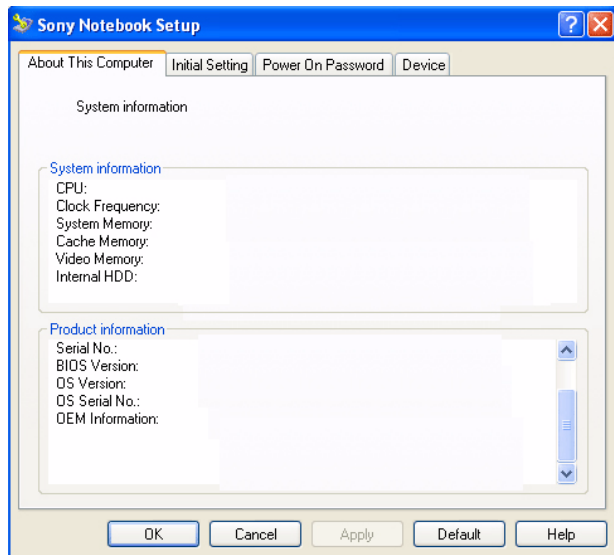 Sony Notebook Setup
About This Computer Initial Setting Power On Password Device
System information
System information
CPU:
Clock Frequency:
System Memory:
Cache Memory:
Video Memory:
Internal HDD:
Product information
Serial No.:
BIOS Version:
OS Version:
OS Serial No.:
OEM Information:
OK Cancel Apply Default Help